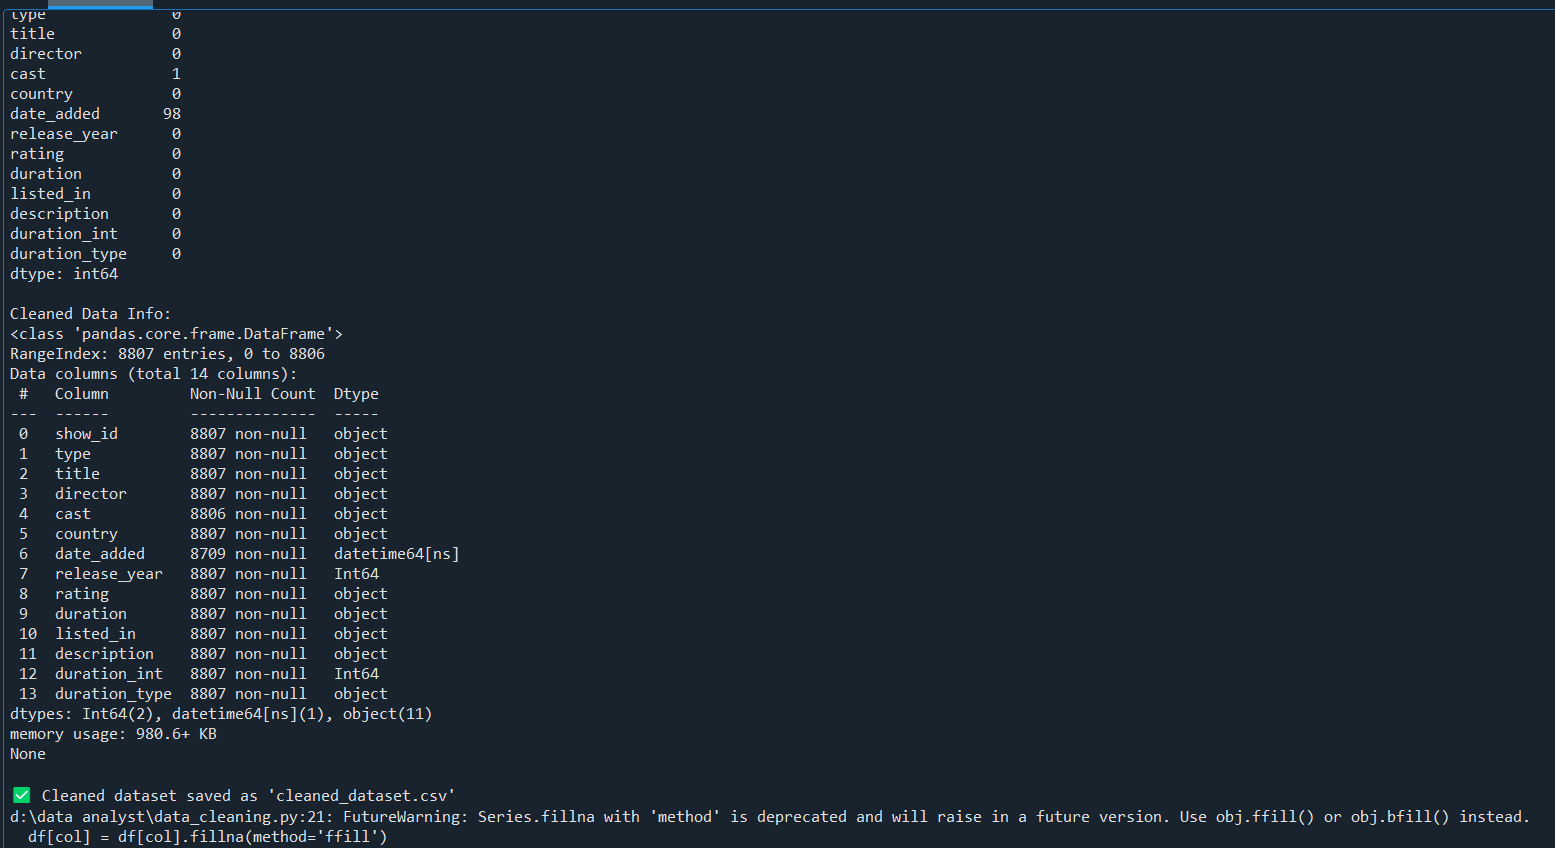 type                0
title             0
director          0
cast              1
country           0
date_added       98
release_year      0
rating            0
duration          0
listed_in         0
description       0
duration_int      0
duration_type     0
dtype: int64
Cleaned Data Info:
<class 'pandas.core.frame.DataFrame'>
RangeIndex: 8807 entries, 0 to 8806
Data columns (total 14 columns):
 #   Column         Non-Null Count  Dtype
---  ------         --------------  -----
 0   show_id        8807 non-null   object
 1   type           8807 non-null   object
 2   title          8807 non-null   object
 3   director       8807 non-null   object
 4   cast           8806 non-null   object
 5   country        8807 non-null   object
 6   date_added     8709 non-null   datetime64[ns]
 7   release_year   8807 non-null   Int64
 8   rating         8807 non-null   object
 9   duration       8807 non-null   object
 10  listed_in      8807 non-null   object
 11  description    8807 non-null   object
 12  duration_int   8807 non-null   Int64
 13  duration_type  8807 non-null   object
dtypes: Int64(2), datetime64[ns](1), object(11)
memory usage: 980.6+ KB
None
✅ Cleaned dataset saved as 'cleaned_dataset.csv'
d:\data analyst\data_cleaning.py:21: FutureWarning: Series.fillna with 'method' is deprecated and will raise in a future version. Use obj.ffill() or obj.bfill() instead.
  df[col] = df[col].fillna(method='ffill')